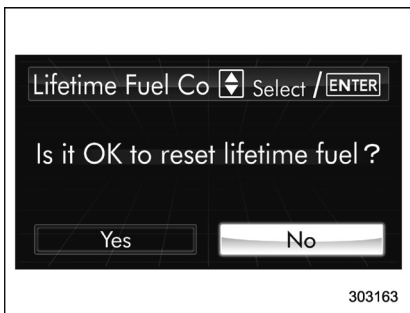 Lifetime Fuel Co Select / ENTER
Is it OK to reset lifetime fuel ?
Yes No
303163